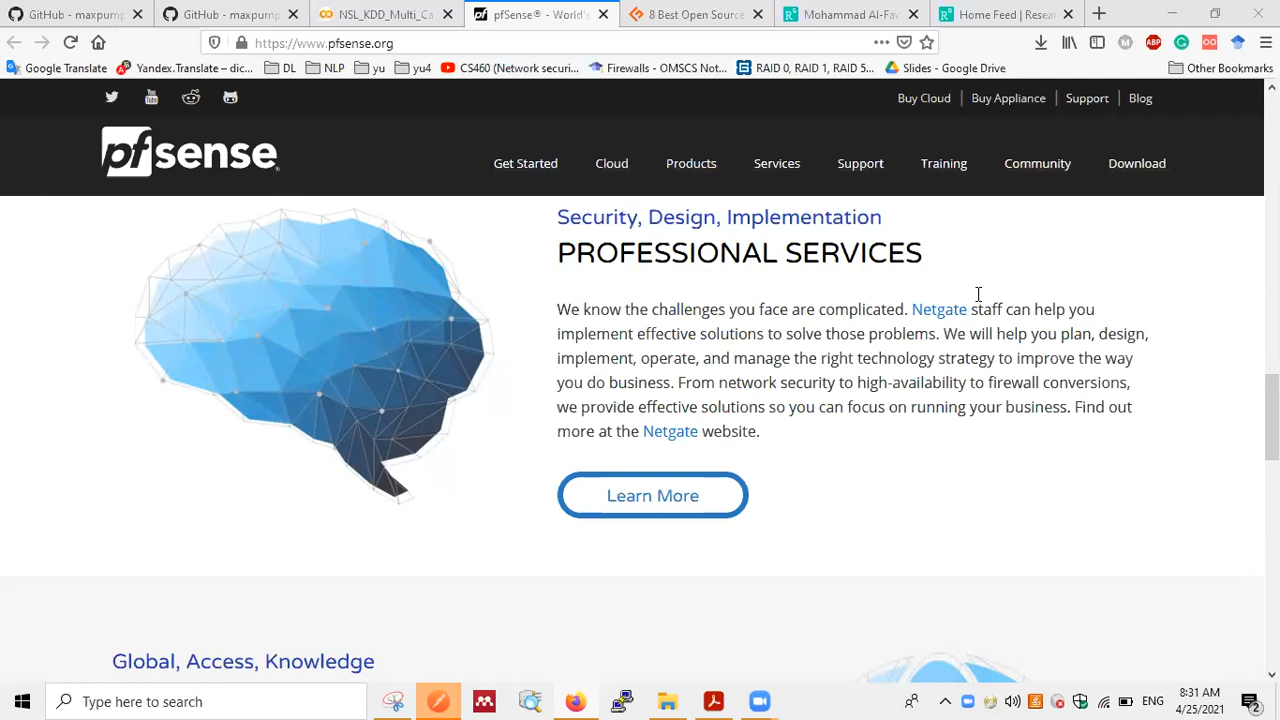 GitHub - maxpump
GitHub - maxpump
NSL_KDD_Multi_Ca
pfSense® - World's
8 Best Open Source
Mohammad Al-Fav
Home Feed | Resea
https://www.pfsense.org
Google Translate
Yandex.Translate – dic...
DL
NLP
yu
yu4
CS460 (Network securi...
Firewalls - OMSCS Not...
RAID 0, RAID 1, RAID 5...
Slides - Google Drive
Other Bookmarks
Buy Cloud
Buy Appliance
Support
Blog
pfsense
Get Started
Cloud
Products
Services
Support
Training
Community
Download
Security, Design, Implementation
PROFESSIONAL SERVICES
We know the challenges you face are complicated. Netgate staff can help you
implement effective solutions to solve those problems. We will help you plan, design,
implement, operate, and manage the right technology strategy to improve the way
you do business. From network security to high-availability to firewall conversions,
we provide effective solutions so you can focus on running your business. Find out
more at the Netgate website.
Learn More
Global, Access, Knowledge
Type here to search
ENG
8:31 AM
4/25/2021
2